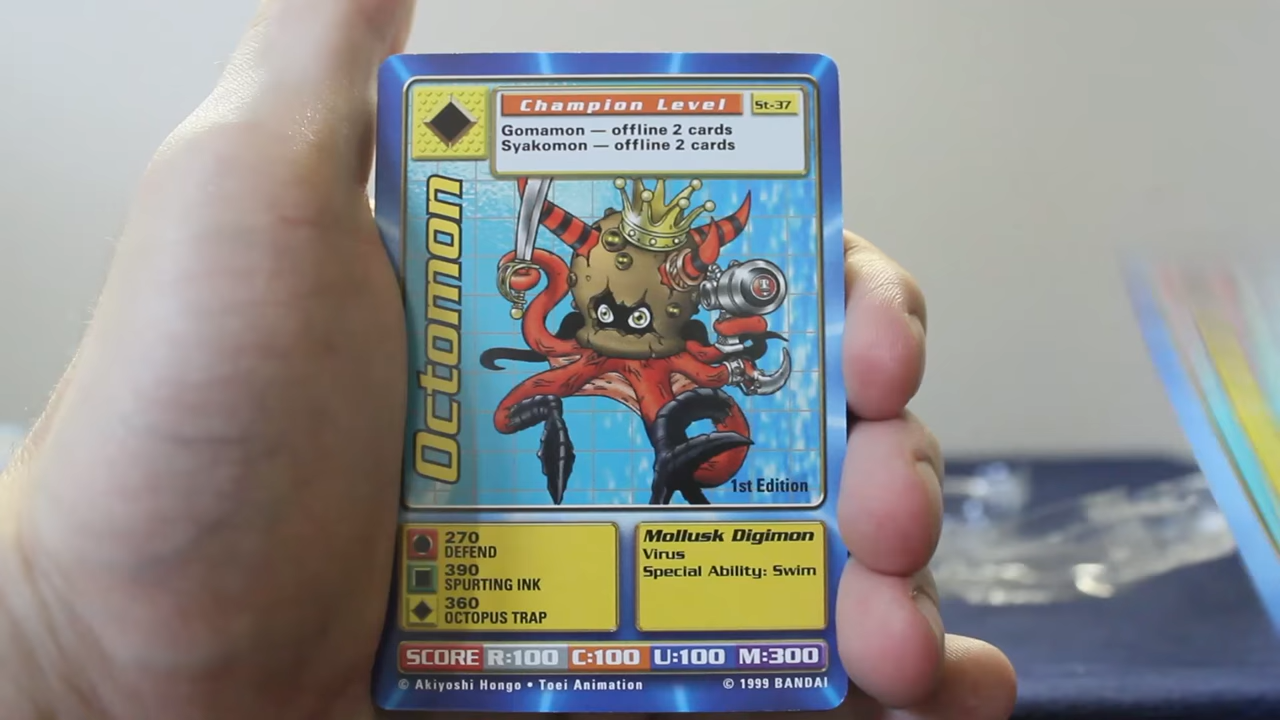 Champion Level St-37
Gomamon — offline 2 cards
Syakomon — offline 2 cards
Octomon
1st Edition
270
DEFEND
390
SPURTING INK
360
OCTOPUS TRAP
Mollusk Digimon
Virus
Special Ability: Swim
SCORE R:100 C:100 U:100 M:300
© Akiyoshi Hongo • Toei Animation © 1999 BANDAI